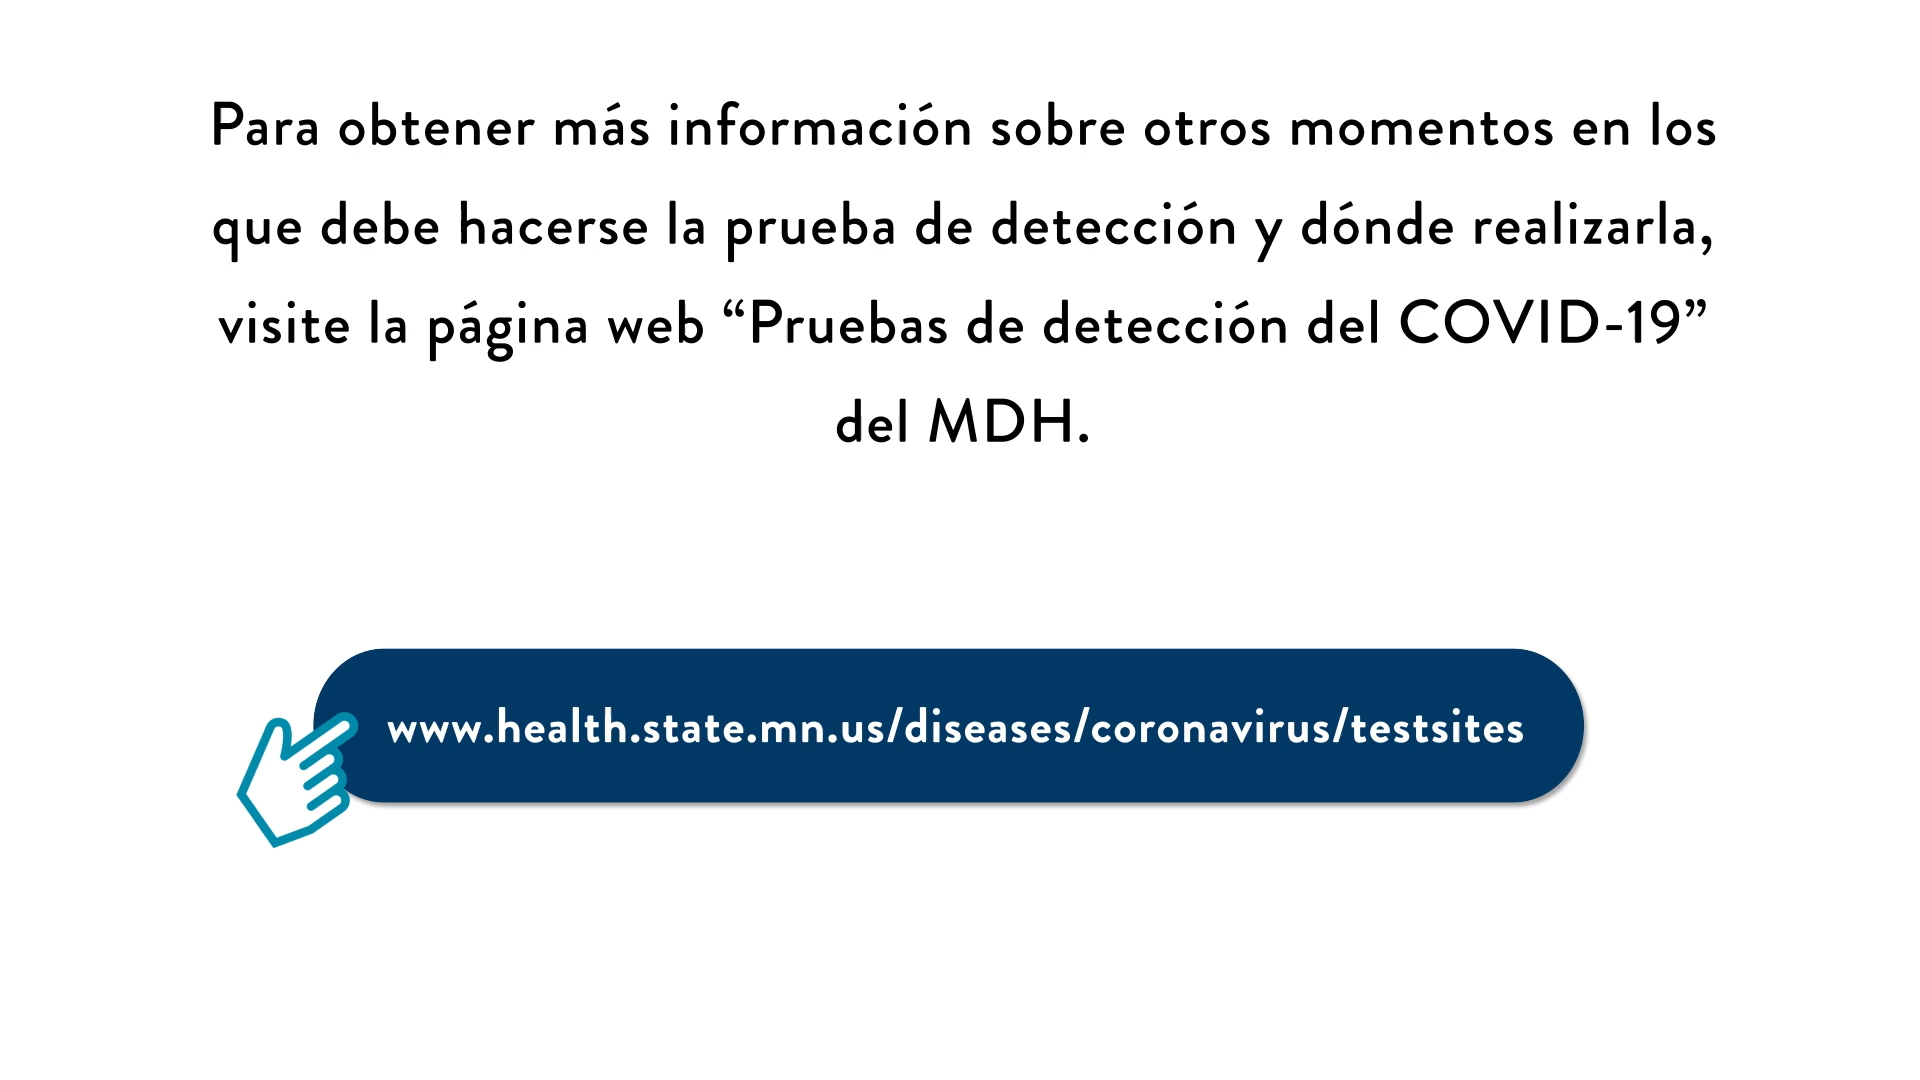 Para obtener más información sobre otros momentos en los
que debe hacerse la prueba de detección y dónde realizarla,
visite la página web “Pruebas de detección del COVID-19”
del MDH.
www.health.state.mn.us/diseases/coronavirus/testsites